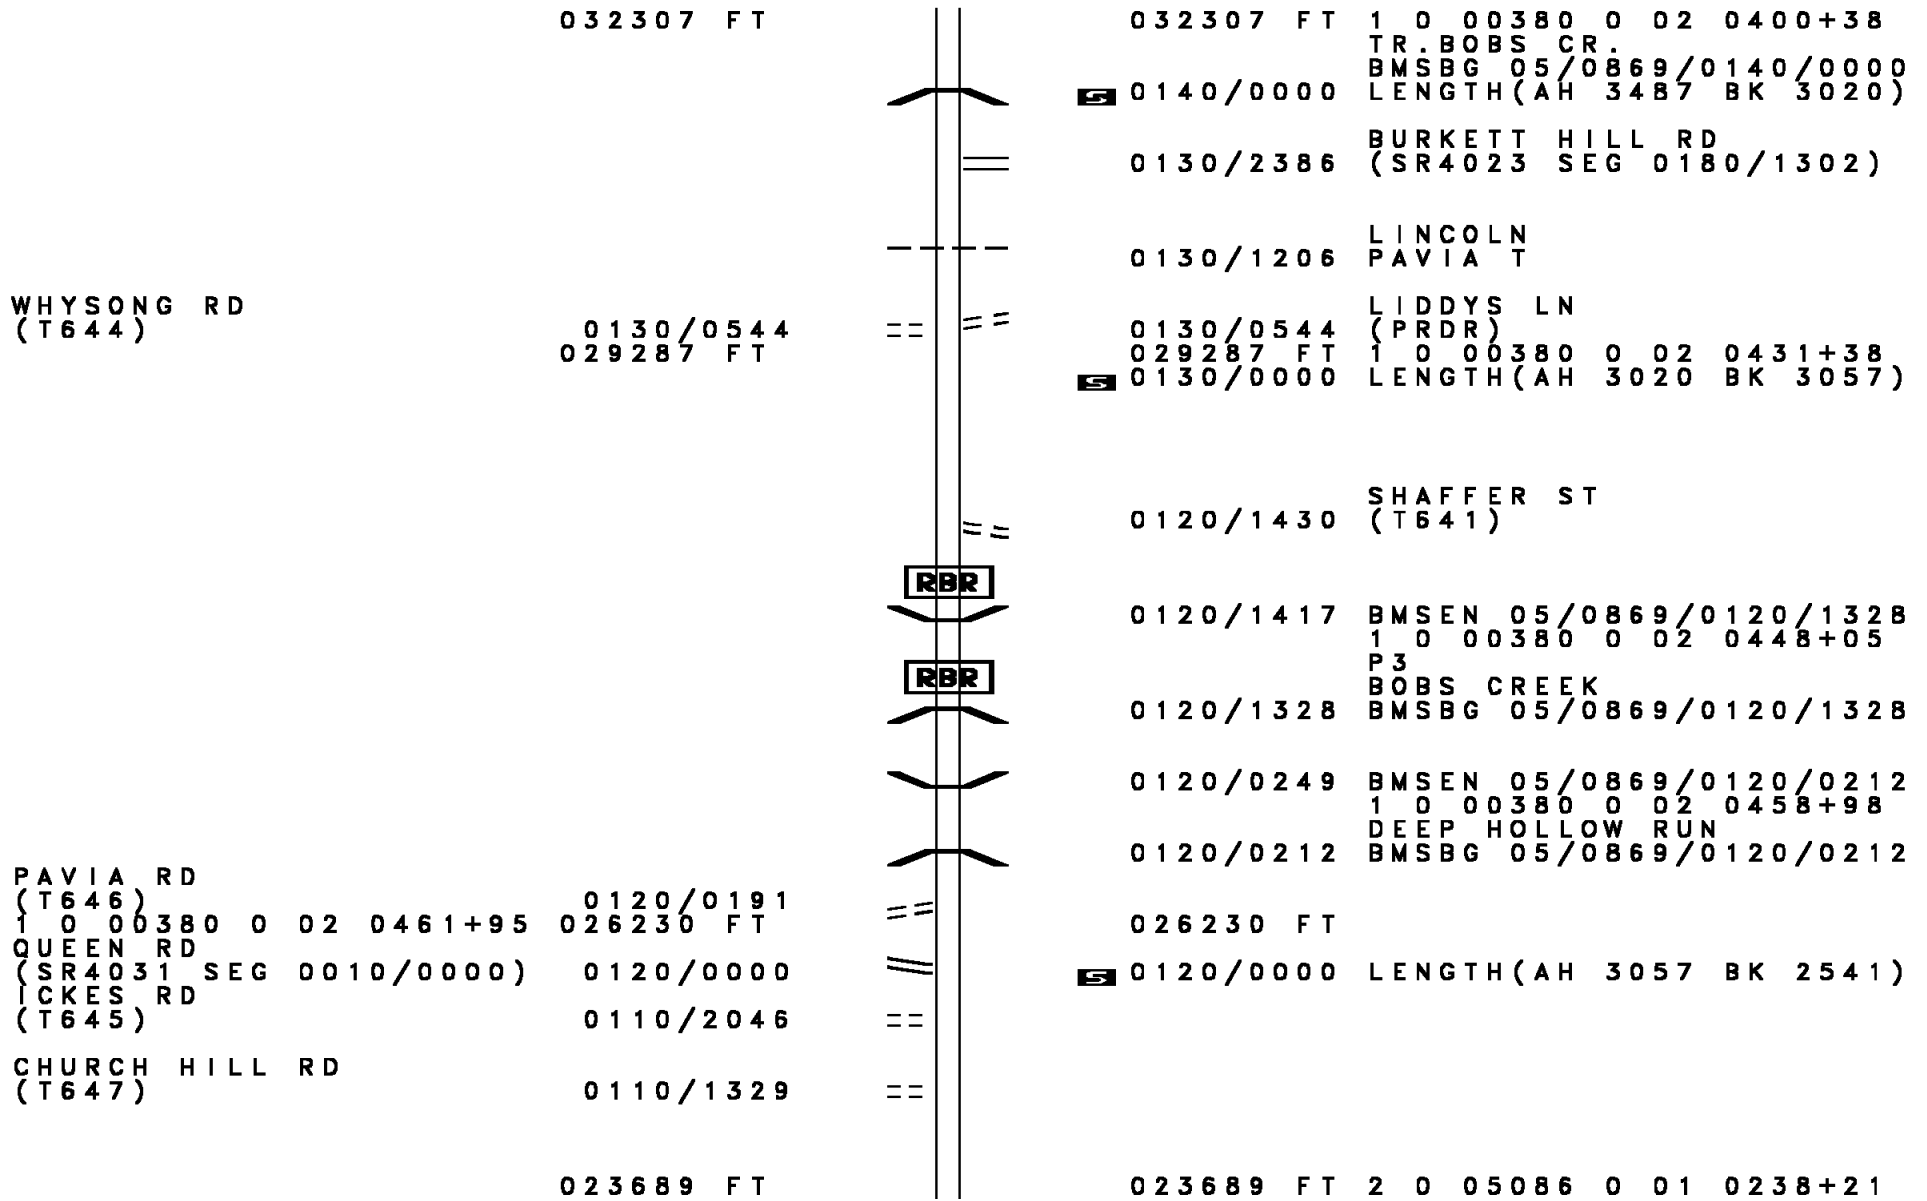 032307 FT 032307 FT 1 0 00380 0 02 0400+38
TR.BOBS CR.
BMSBG 05/0869/0140/0000
S 0140/0000 LENGTH(AH 3487 BK 3020)
BURKETT HILL RD
0130/2386 (SR4023 SEG 0180/1302)
LINCOLN
0130/1206 PAVIA T
WHYSONG RD LIDDYS LN
(T644) 0130/0544 0130/0544 (PRDR)
029287 FT 029287 FT 1 0 00380 0 02 0431+38
S 0130/0000 LENGTH(AH 3020 BK 3057)
SHAFFER ST
0120/1430 (T641)
RBR
0120/1417 BMSEN 05/0869/0120/1328
1 0 00380 0 02 0448+05
P3
RBR
BOBS CREEK
0120/1328 BMSBG 05/0869/0120/1328
0120/0249 BMSEN 05/0869/0120/0212
1 0 00380 0 02 0458+98
DEEP HOLLOW RUN
0120/0212 BMSBG 05/0869/0120/0212
PAVIA RD
(T646) 0120/0191
1 0 00380 0 02 0461+95 026230 FT 026230 FT
QUEEN RD
(SR4031 SEG 0010/0000) 0120/0000 S 0120/0000 LENGTH(AH 3057 BK 2541)
ICKES RD
(T645) 0110/2046
CHURCH HILL RD
(T647) 0110/1329
023689 FT 023689 FT 2 0 05086 0 01 0238+21